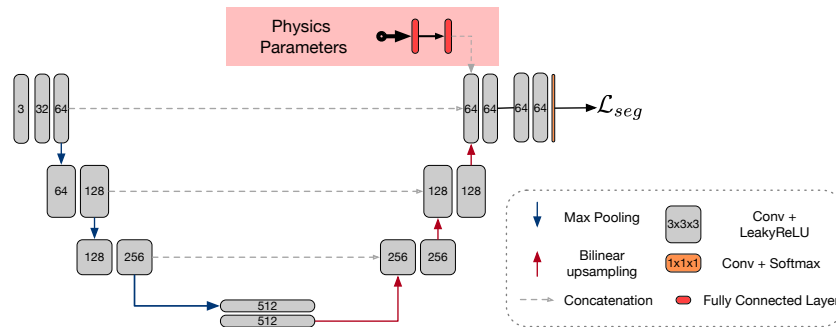 Physics
Parameters
3 32 64
64 64 64 64
ℒseg
64 128
128 128
128 256
256 256
512
512
Max Pooling
3x3x3
Conv +
LeakyReLU
Bilinear
upsampling
1x1x1
Conv + Softmax
Concatenation
Fully Connected Layer